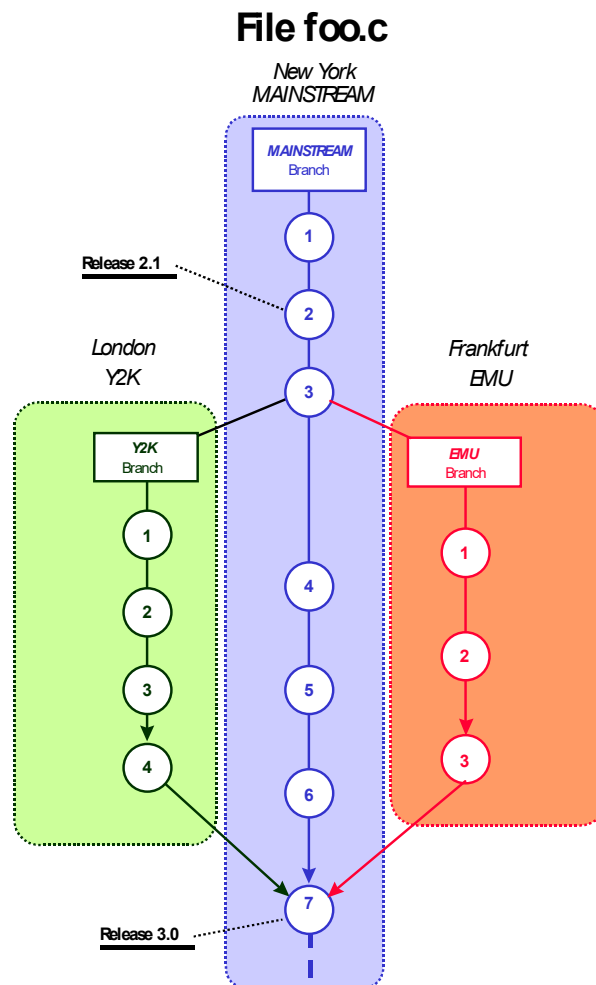 File foo.c
New York
MAINSTREAM
MAINSTREAM
Branch
1
Release 2.1
2
London
Y2K
Frankfurt
EMU
3
Y2K
Branch
EMU
Branch
1
1
2
4
2
3
5
3
4
6
7
Release 3.0